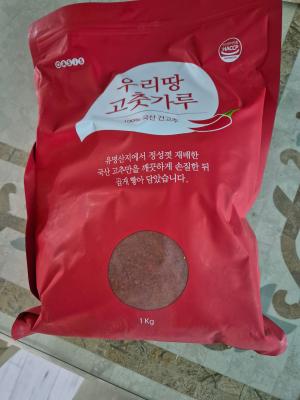 OASIS
HACCP
우리땅
고춧가루
100% 국산 건고추
유명산지에서 정성껏 재배한
국산 고추만을 깨끗하게 손질한 뒤
곱게 빻아 담았습니다.
1Kg